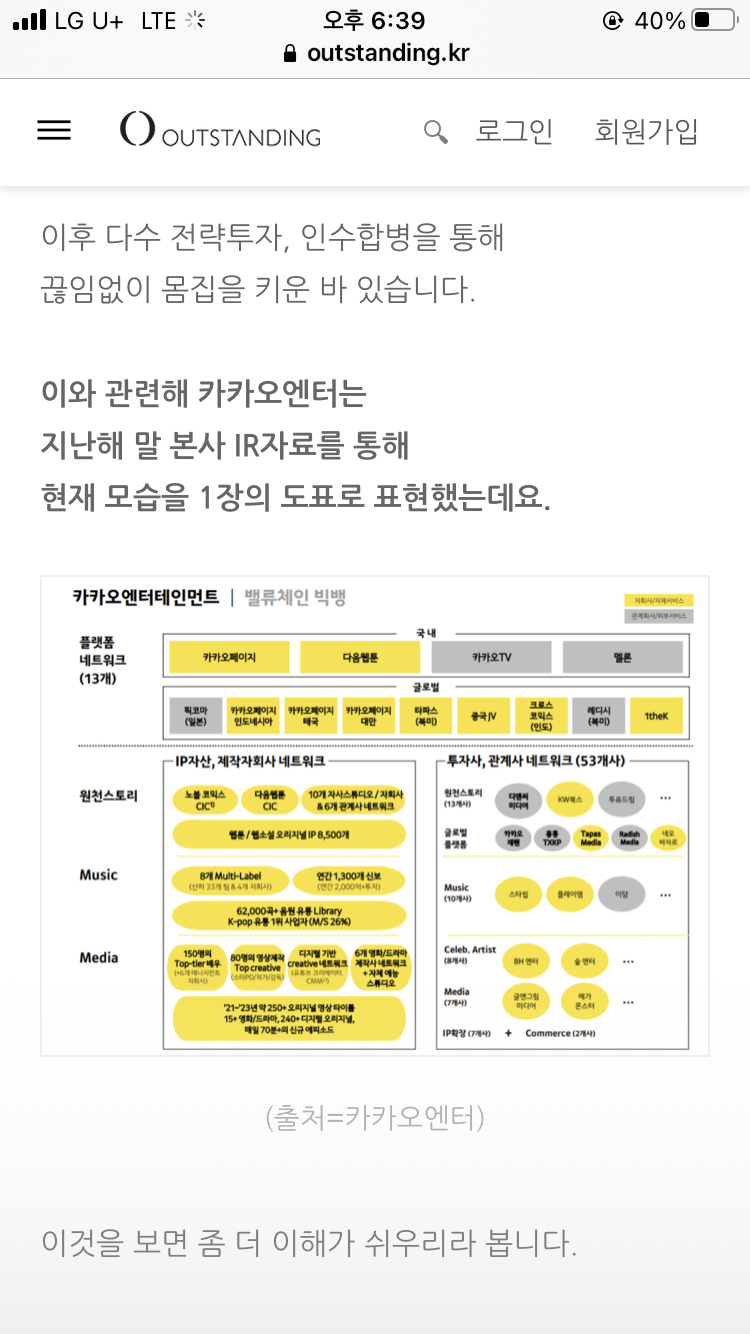 LG U+ LTE 오후 6:39 40%
outstanding.kr
OUTSTANDING 로그인 회원가입
이후 다수 전략투자, 인수합병을 통해
끊임없이 몸집을 키운 바 있습니다.
이와 관련해 카카오엔터는
지난해 말 본사 IR자료를 통해
현재 모습을 1장의 도표로 표현했는데요.
카카오엔터테인먼트 | 밸류체인 빅뱅
자회사/자체서비스
관계회사/외부서비스
플랫폼
네트워크
(13개)
국내
카카오페이지 다음웹툰 카카오TV 멜론
글로벌
픽코마
(일본)
카카오페이지
인도네시아
카카오페이지
태국
카카오페이지
대만
타파스
(북미)
중국JV
크로스
코믹스
(인도)
래디시
(북미)
1theK
IP자산, 제작자회사 네트워크
원천스토리
노블 코믹스
CIC¹⁾
다음웹툰
CIC
10개 자사스튜디오 / 자회사
& 6개 관계사 네트워크
웹툰 / 웹소설 오리지널 IP 8,500개
Music
8개 Multi-Label
(산하 33개 팀 & 4개 자회사)
연간 1,300개 신보
(연간 2,000억+투자)
62,000곡+ 음원 유통 Library
K-pop 유통 1위 사업자 (M/S 26%)
Media
150명의
Top-tier 배우
(+6개 매니지먼트
자회사)
80명의 영상제작
Top creative
(스타PD/작가/감독)
디지털 기반
creative 네트워크
(유튜브 크리에이터,
CMM²⁾)
6개 영화/드라마
제작사 네트워크
+ 자체 예능
스튜디오
'21~'23년 약 250+ 오리지널 영상 타이틀
15+ 영화/드라마, 240+ 디지털 오리지널,
매일 70분+의 신규 에피소드
투자사, 관계사 네트워크 (53개사)
원천스토리
(13개사)
디앤씨
미디어
KW북스
투유드림
...
글로벌
플랫폼
카카오
재팬
TXKP
Tapas
Media
Radish
Media
네오
바자르
Music
(10개사)
스타쉽
플레이엠
이담
...
Celeb. Artist
(8개사)
BH 엔터
숲 엔터
...
Media
(7개사)
글앤그림
미디어
메가
몬스터
...
IP확장 (7개사) + Commerce (2개사)
(출처=카카오엔터)
이것을 보면 좀 더 이해가 쉬우리라 봅니다.